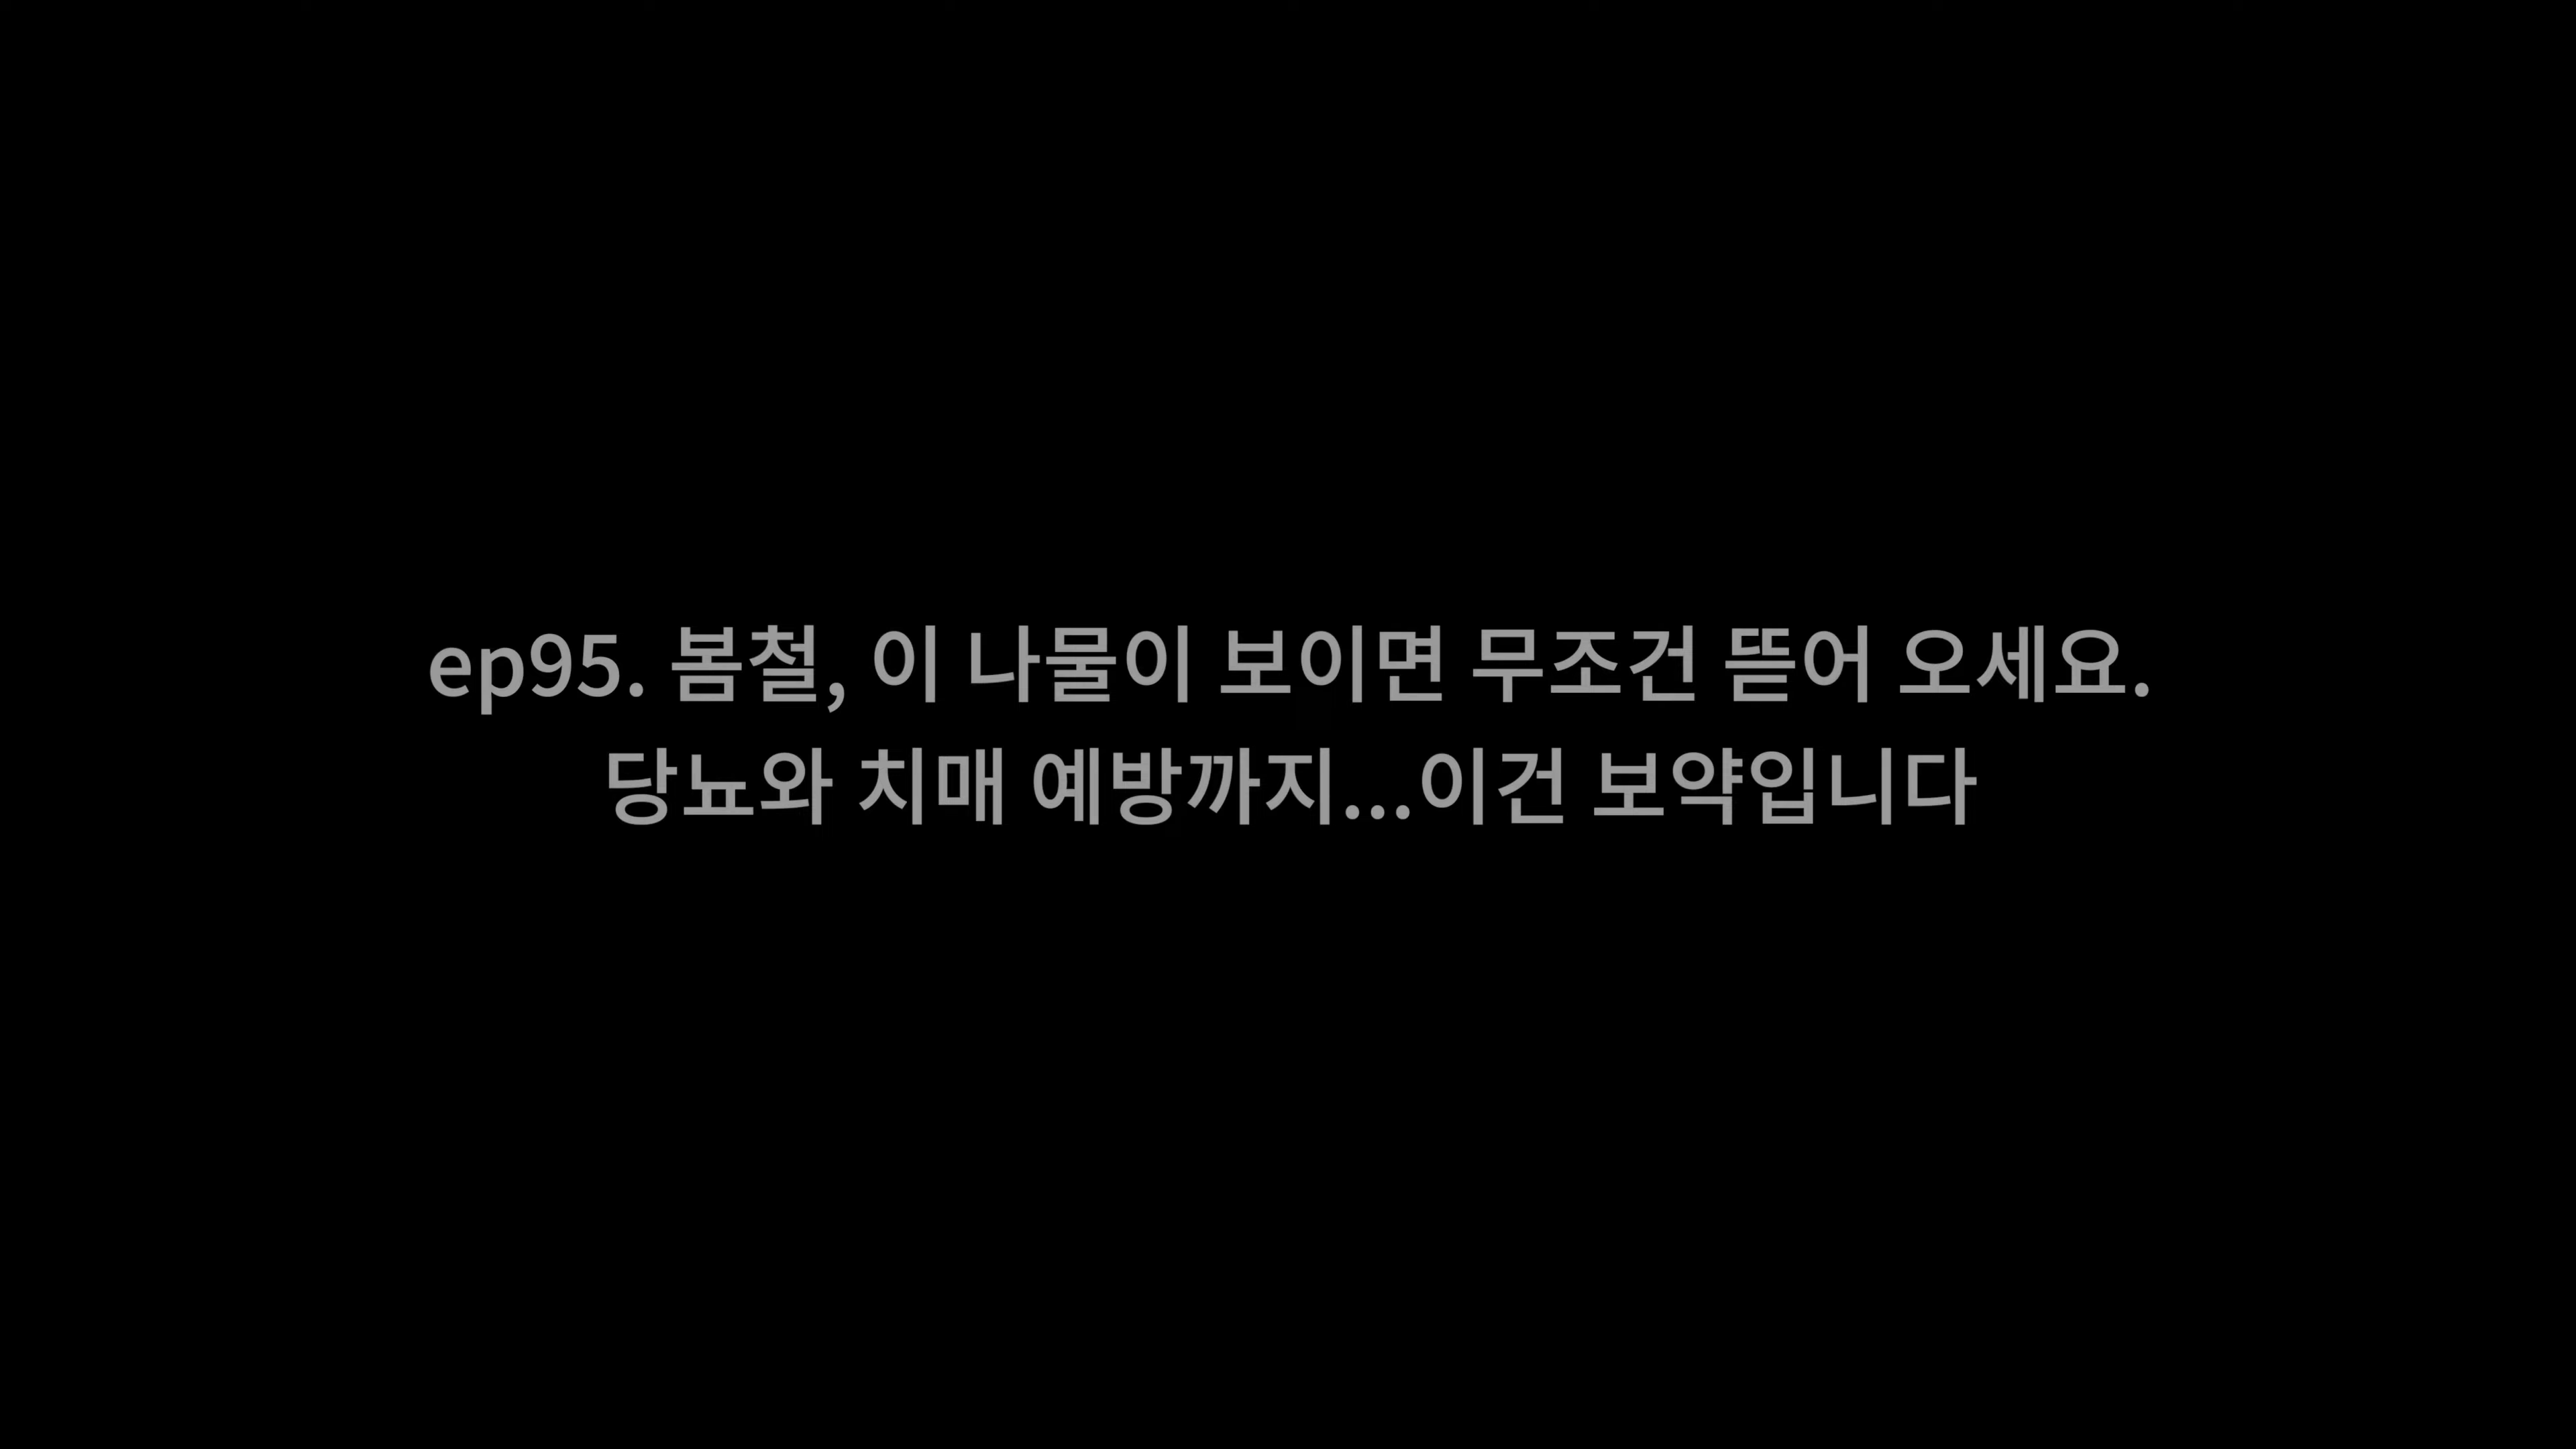 ep95. 봄철, 이 나물이 보이면 무조건 뜯어 오세요.
당뇨와 치매 예방까지...이건 보약입니다